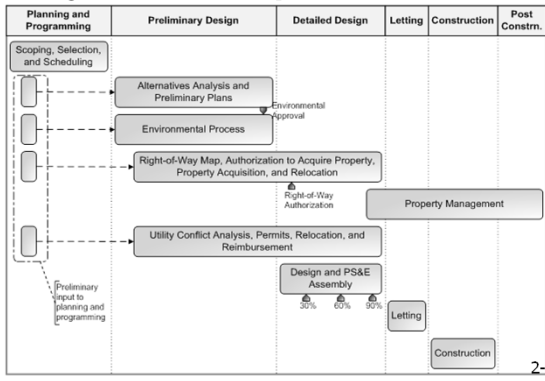 Planning and
Programming
Preliminary Design
Detailed Design
Letting
Construction
Post
Constrn.
Scoping, Selection,
and Scheduling
Alternatives Analysis and
Preliminary Plans
Environmental
Approval
Environmental Process
Right-of-Way Map, Authorization to Acquire Property,
Property Acquisition, and Relocation
Right-of-Way
Authorization
Property Management
Utility Conflict Analysis, Permits, Relocation, and
Reimbursement
Design and PS&E
Assembly
30%
60%
90%
Preliminary
input to
planning and
programming
Letting
Construction
2-